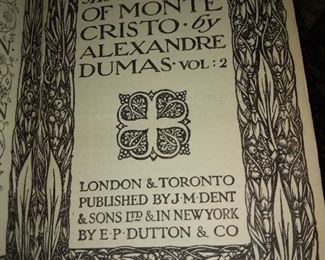 OF MONTE
CRISTO · by
ALEXANDRE
DUMAS · VOL: 2
LONDON & TORONTO
PUBLISHED BY J·M·DENT
& SONS LTD & IN NEW YORK
BY E·P·DUTTON & CO